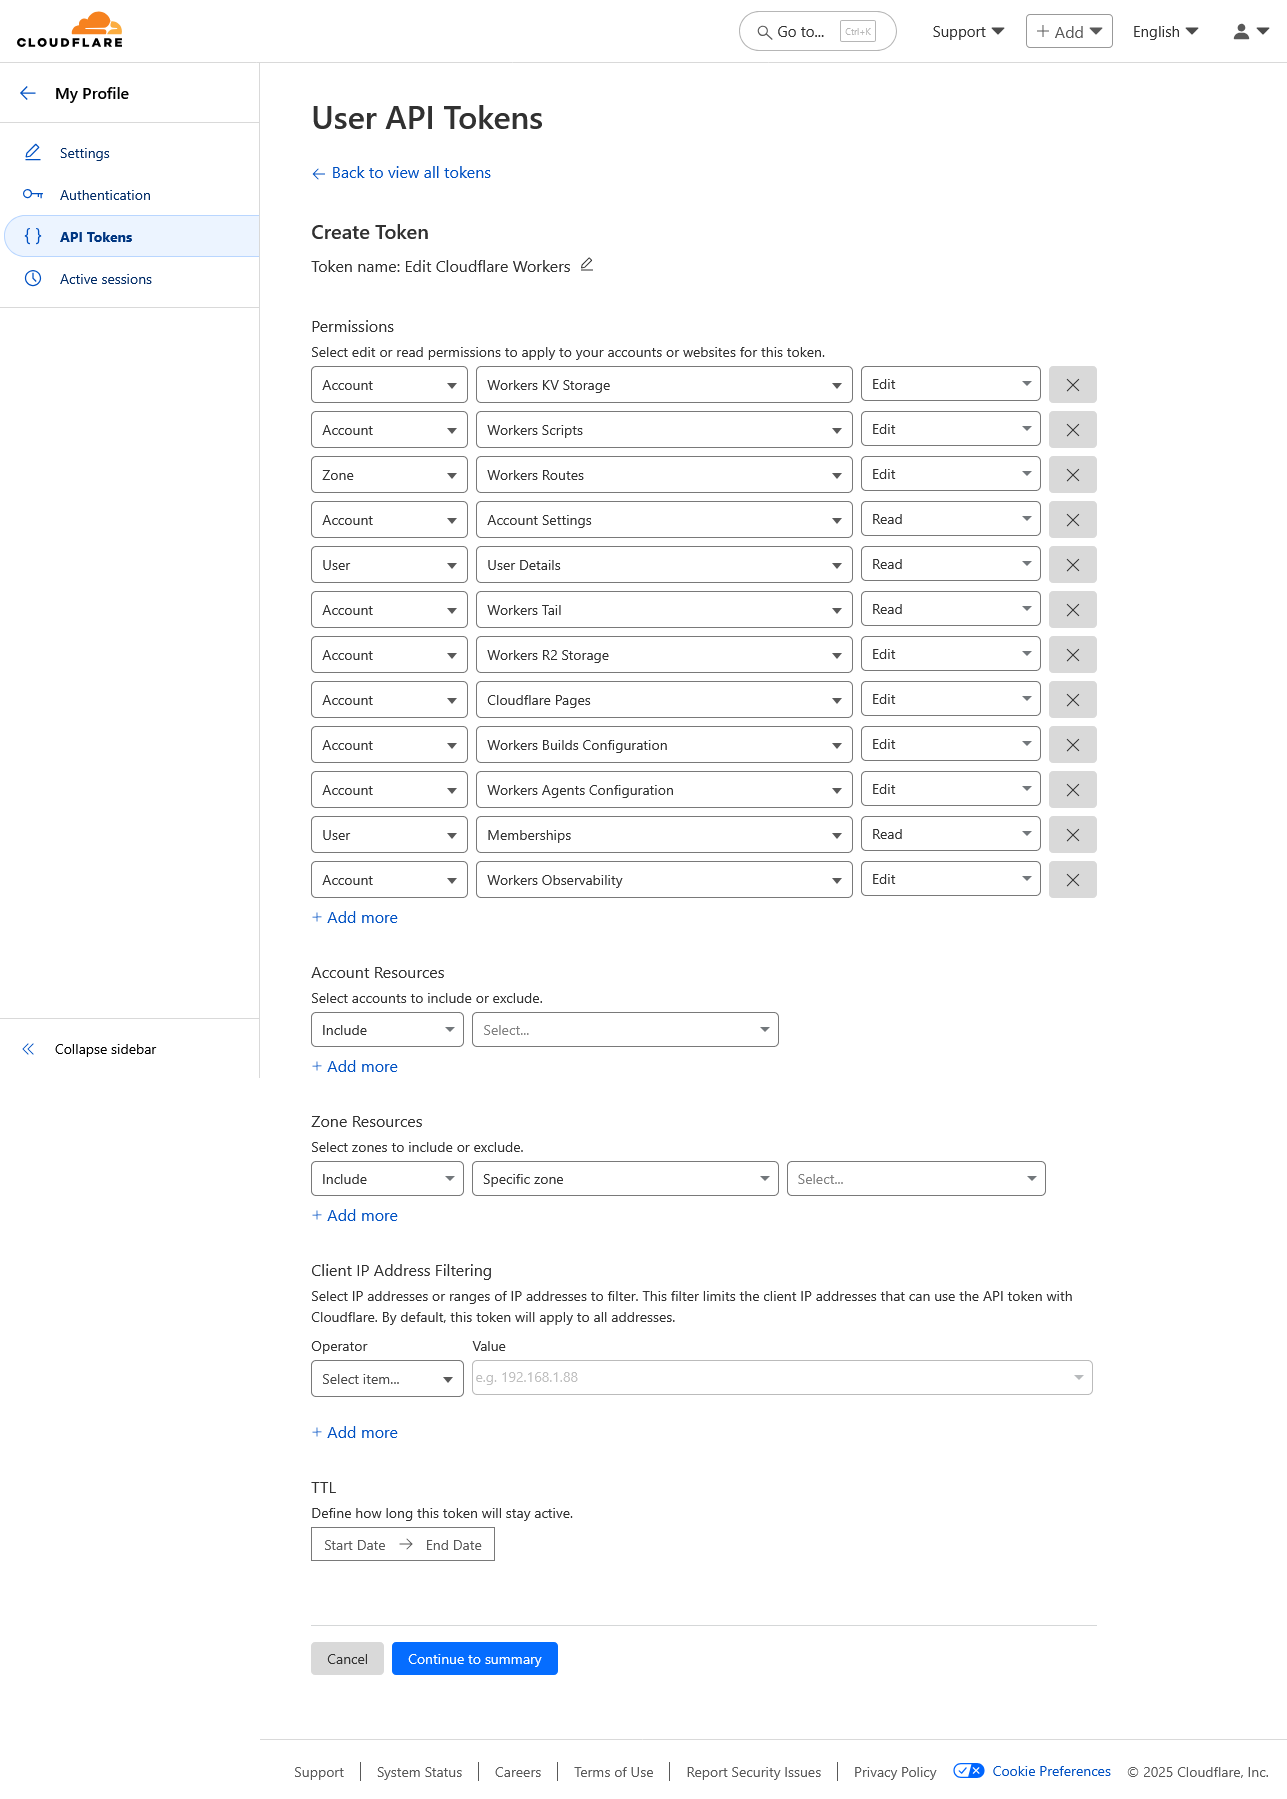 CLOUDFLARE
Go to... Ctrl+K
Support
Add
English
My Profile
Settings
Authentication
API Tokens
Active sessions
Collapse sidebar
User API Tokens
Back to view all tokens
Create Token
Token name: Edit Cloudflare Workers
Permissions
Select edit or read permissions to apply to your accounts or websites for this token.
Account Workers KV Storage Edit
Account Workers Scripts Edit
Zone Workers Routes Edit
Account Account Settings Read
User User Details Read
Account Workers Tail Read
Account Workers R2 Storage Edit
Account Cloudflare Pages Edit
Account Workers Builds Configuration Edit
Account Workers Agents Configuration Edit
User Memberships Read
Account Workers Observability Edit
+ Add more
Account Resources
Select accounts to include or exclude.
Include Select...
+ Add more
Zone Resources
Select zones to include or exclude.
Include Specific zone Select...
+ Add more
Client IP Address Filtering
Select IP addresses or ranges of IP addresses to filter. This filter limits the client IP addresses that can use the API token with
Cloudflare. By default, this token will apply to all addresses.
Operator Value
Select item... e.g. 192.168.1.88
+ Add more
TTL
Define how long this token will stay active.
Start Date → End Date
Cancel Continue to summary
Support System Status Careers Terms of Use Report Security Issues Privacy Policy Cookie Preferences © 2025 Cloudflare, Inc.